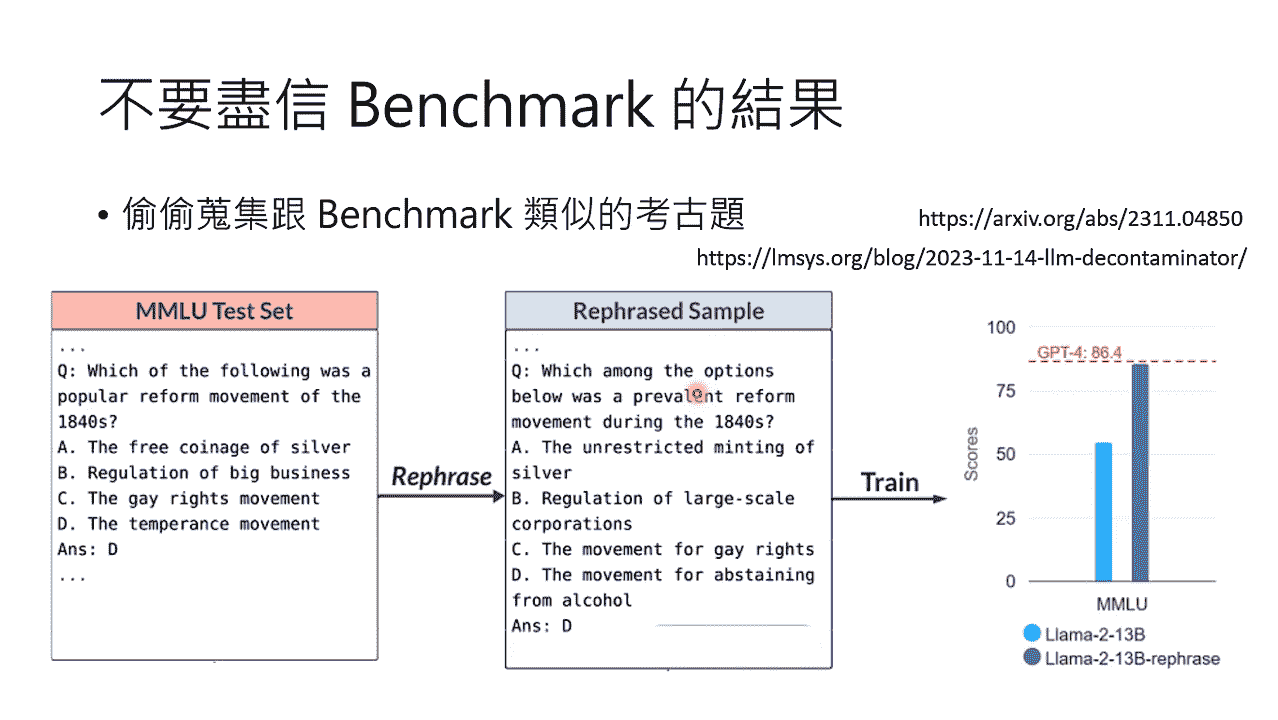 不要盡信 Benchmark 的結果
• 偷偷蒐集跟 Benchmark 類似的考古題
https://arxiv.org/abs/2311.04850
https://lmsys.org/blog/2023-11-14-llm-decontaminator/
MMLU Test Set
...
Q: Which of the following was a
popular reform movement of the
1840s?
A. The free coinage of silver
B. Regulation of big business
C. The gay rights movement
D. The temperance movement
Ans: D
...
Rephrase
Rephrased Sample
...
Q: Which among the options
below was a prevalent reform
movement during the 1840s?
A. The unrestricted minting of
silver
B. Regulation of large-scale
corporations
C. The movement for gay rights
D. The movement for abstaining
from alcohol
Ans: D
Train
Scores
100
GPT-4: 86.4
75
50
25
0
MMLU
Llama-2-13B
Llama-2-13B-rephrase